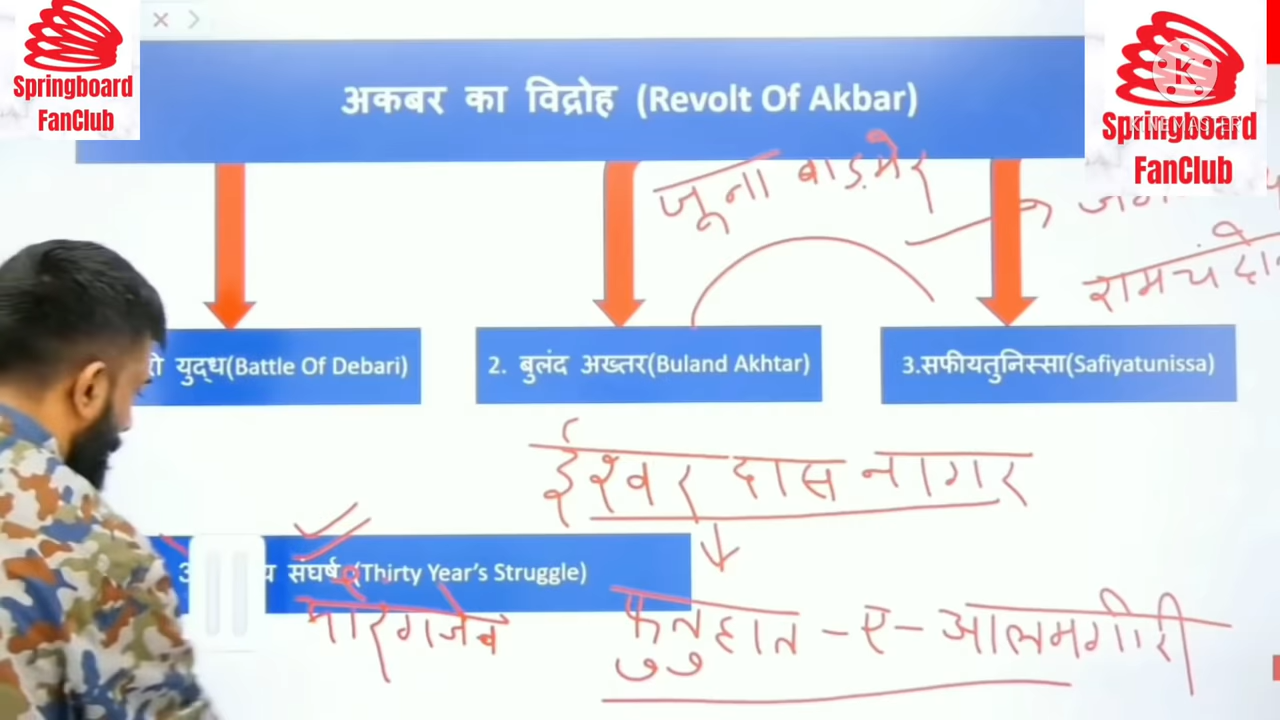 Springboard
FanClub
अकबर का विद्रोह (Revolt Of Akbar)
KINEMASTER
Springboard
FanClub
जूना बाड़मेर
युद्ध(Battle Of Debari)
2. बुलंद अख्तर(Buland Akhtar)
3.सफीयतुनिस्सा(Safiyatunissa)
ईश्वर दास नागर
संघर्ष (Thirty Year's Struggle)
औरंगजेब
फुतुहात-ए-आलमगीरी